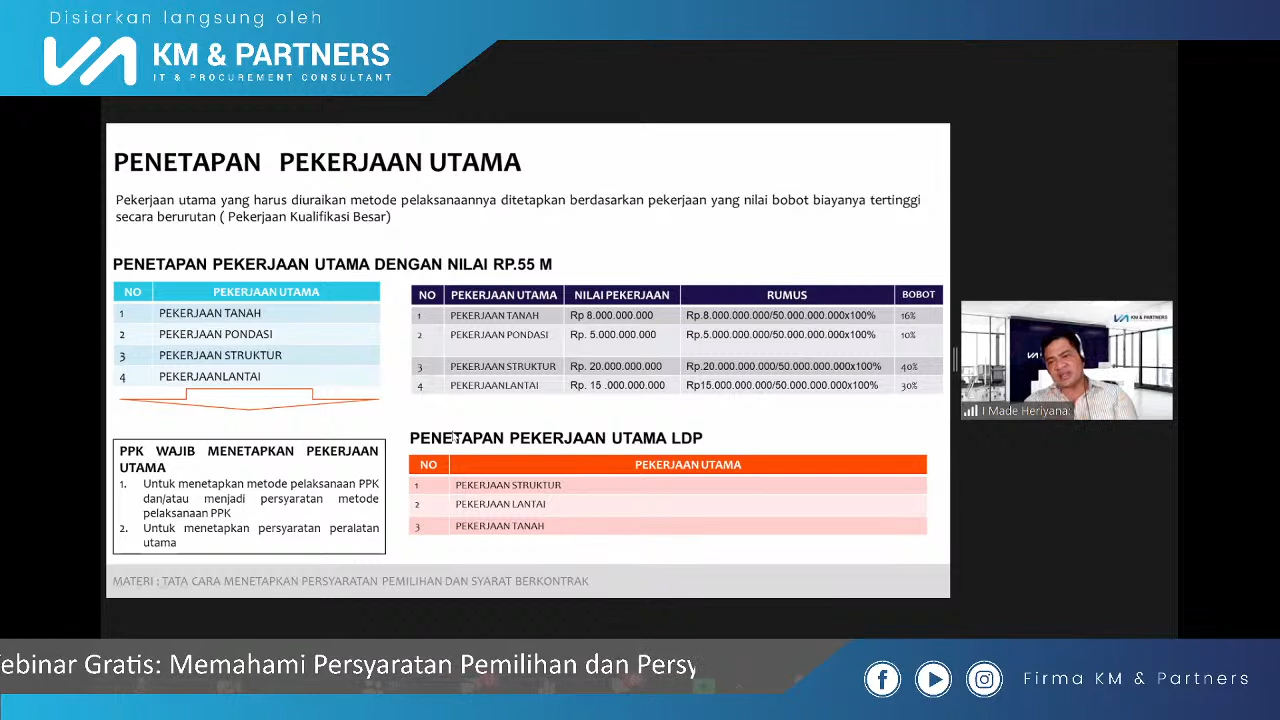 Disiarkan langsung oleh
KM & PARTNERS
IT & PROCUREMENT CONSULTANT
PENETAPAN PEKERJAAN UTAMA
Pekerjaan utama yang harus diuraikan metode pelaksanaannya ditetapkan berdasarkan pekerjaan yang nilai bobot biayanya tertinggi
secara berurutan ( Pekerjaan Kualifikasi Besar)
PENETAPAN PEKERJAAN UTAMA DENGAN NILAI RP.55 M
NO PEKERJAAN UTAMA
1 PEKERJAAN TANAH
2 PEKERJAAN PONDASI
3 PEKERJAAN STRUKTUR
4 PEKERJAANLANTAI
NO PEKERJAAN UTAMA NILAI PEKERJAAN RUMUS BOBOT
1 PEKERJAAN TANAH Rp 8.000.000.000 Rp.8.000.000.000/50.000.000.000x100% 16%
2 PEKERJAAN PONDASI Rp. 5.000.000.000 Rp.5.000.000.000/50.000.000.000x100% 10%
3 PEKERJAAN STRUKTUR Rp. 20.000.000.000 Rp.20.000.000.000/50.000.000.000x100% 40%
4 PEKERJAANLANTAI Rp. 15 .000.000.000 Rp15.000.000.000/50.000.000.000x100% 30%
PPK WAJIB MENETAPKAN PEKERJAAN
UTAMA
1. Untuk menetapkan metode pelaksanaan PPK
dan/atau menjadi persyaratan metode
pelaksanaan PPK
2. Untuk menetapkan persyaratan peralatan
utama
PENETAPAN PEKERJAAN UTAMA LDP
NO PEKERJAAN UTAMA
1 PEKERJAAN STRUKTUR
2 PEKERJAAN LANTAI
3 PEKERJAAN TANAH
MATERI : TATA CARA MENETAPKAN PERSYARATAN PEMILIHAN DAN SYARAT BERKONTRAK
KM & PARTNERS
I Made Heriyana:
ebinar Gratis: Memahami Persyaratan Pemilihan dan Persy
Firma KM & Partners